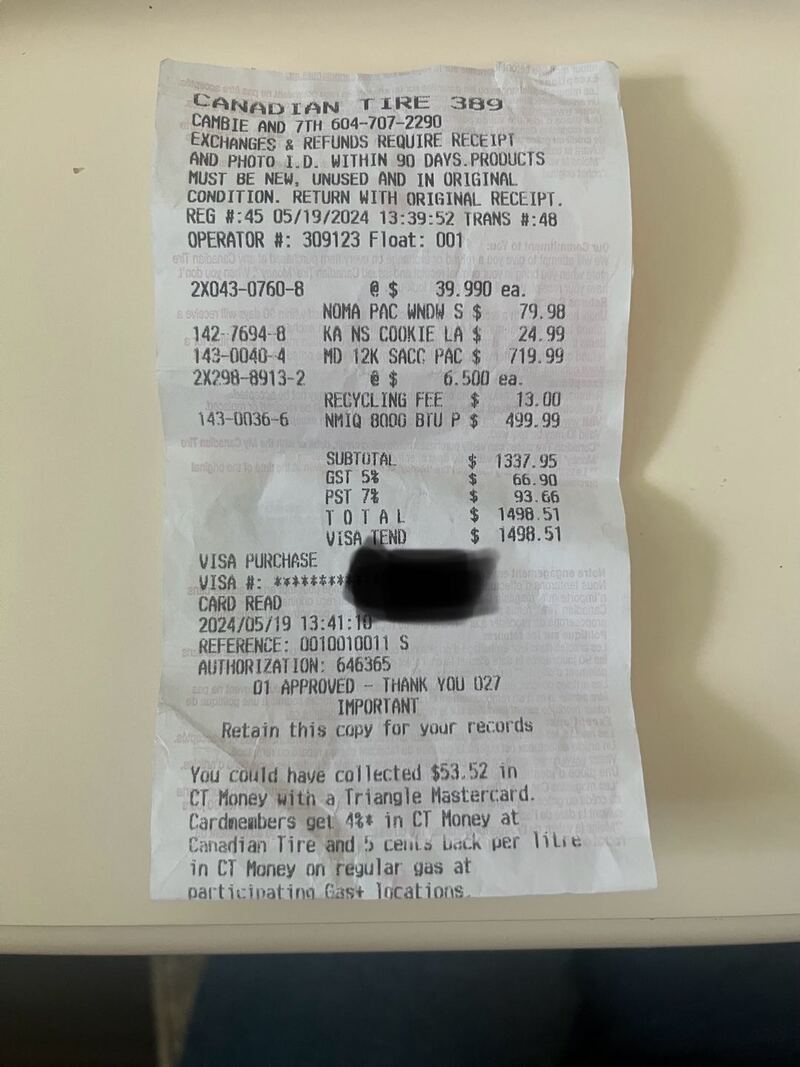 CANADIAN TIRE 389
CAMBIE AND 7TH 604-707-2290
EXCHANGES & REFUNDS REQUIRE RECEIPT
AND PHOTO I.D. WITHIN 90 DAYS.PRODUCTS
MUST BE NEW, UNUSED AND IN ORIGINAL
CONDITION. RETURN WITH ORIGINAL RECEIPT.
REG #:45 05/19/2024 13:39:52 TRANS #:48
OPERATOR #: 309123 Float: 001
2X043-0760-8 @ $ 39.990 ea.
NOMA PAC WNDW S $ 79.98
142-7694-8 KA NS COOKIE LA $ 24.99
143-0040-4 MD 12K SACC PAC $ 719.99
2X298-8913-2 @ $ 6.500 ea.
RECYCLING FEE $ 13.00
143-0036-6 NMIQ 8000 BTU P $ 499.99
SUBTOTAL $ 1337.95
GST 5% $ 66.90
PST 7% $ 93.66
T O T A L $ 1498.51
VISA TEND $ 1498.51
VISA PURCHASE
VISA #: ********
CARD READ
2024/05/19 13:41:10
REFERENCE: 0010010011 S
AUTHORIZATION: 646365
01 APPROVED - THANK YOU 027
IMPORTANT
Retain this copy for your records
You could have collected $53.52 in
CT Money with a Triangle Mastercard.
Cardmembers get 4%* in CT Money at
Canadian Tire and 5 cents back per litre
in CT Money on regular gas at
participating Gas+ locations.